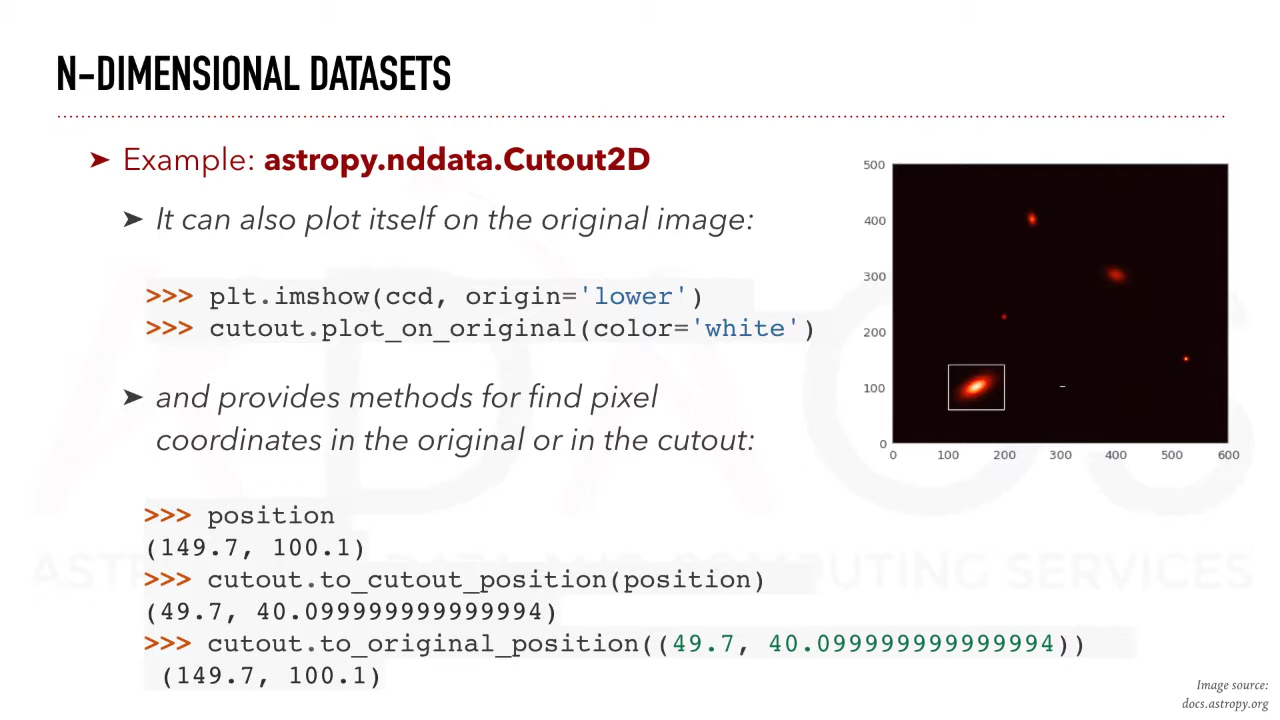 N-DIMENSIONAL DATASETS
➤ Example: astropy.nddata.Cutout2D
➤ It can also plot itself on the original image:
>>> plt.imshow(ccd, origin='lower')
>>> cutout.plot_on_original(color='white')
➤ and provides methods for find pixel
coordinates in the original or in the cutout:
>>> position
(149.7, 100.1)
>>> cutout.to_cutout_position(position)
(49.7, 40.099999999999994)
>>> cutout.to_original_position((49.7, 40.099999999999994))
(149.7, 100.1)
500
400
300
200
100
0
0 100 200 300 400 500 600
Image source:
docs.astropy.org
ADACS
COMPUTING SERVICES